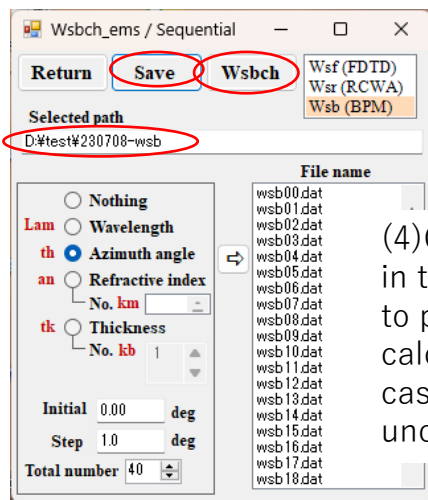 Wsbch_ems / Sequential
Return Save Wsbch
Wsf (FDTD)
Wsr (RCWA)
Wsb (BPM)
Selected path
D:¥test¥230708-wsb
File name
Nothing
Lam Wavelength
th Azimuth angle
an Refractive index
No. km
tk Thickness
No. kb 1
Initial 0.00 deg
Step 1.0 deg
Total number 40
wsb00.dat
wsb01.dat
wsb02.dat
wsb03.dat
wsb04.dat
wsb05.dat
wsb06.dat
wsb07.dat
wsb08.dat
wsb09.dat
wsb10.dat
wsb11.dat
wsb12.dat
wsb13.dat
wsb14.dat
wsb15.dat
wsb16.dat
wsb17.dat
wsb18.dat
(4)
in t
to p
calc
cas
unc